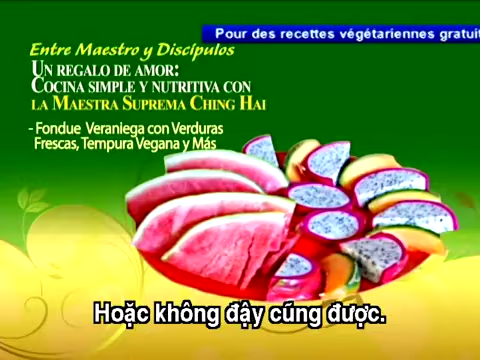 Pour des recettes végétariennes gratuit
Entre Maestro y Discípulos
UN REGALO DE AMOR:
COCINA SIMPLE Y NUTRITIVA CON
LA MAESTRA SUPREMA CHING HAI
- Fondue Veraniega con Verduras
Frescas, Tempura Vegana y Más
Hoặc không đậy cũng được.